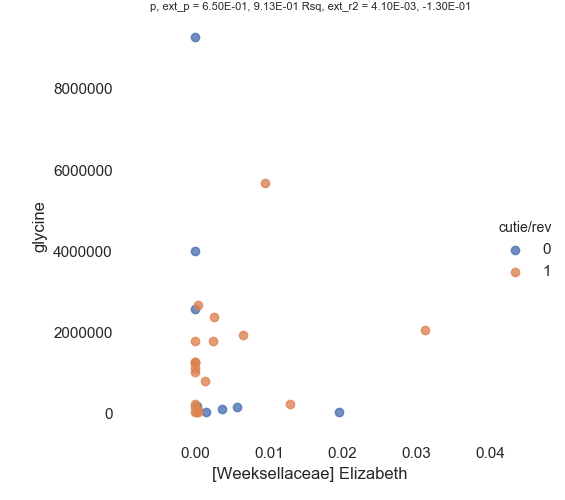 p, ext_p = 6.50E-01, 9.13E-01 Rsq, ext_r2 = 4.10E-03, -1.30E-01
8000000
6000000
4000000
2000000
0
glycine
cutie/rev
0
1
0.00 0.01 0.02 0.03 0.04
[Weeksellaceae] Elizabeth